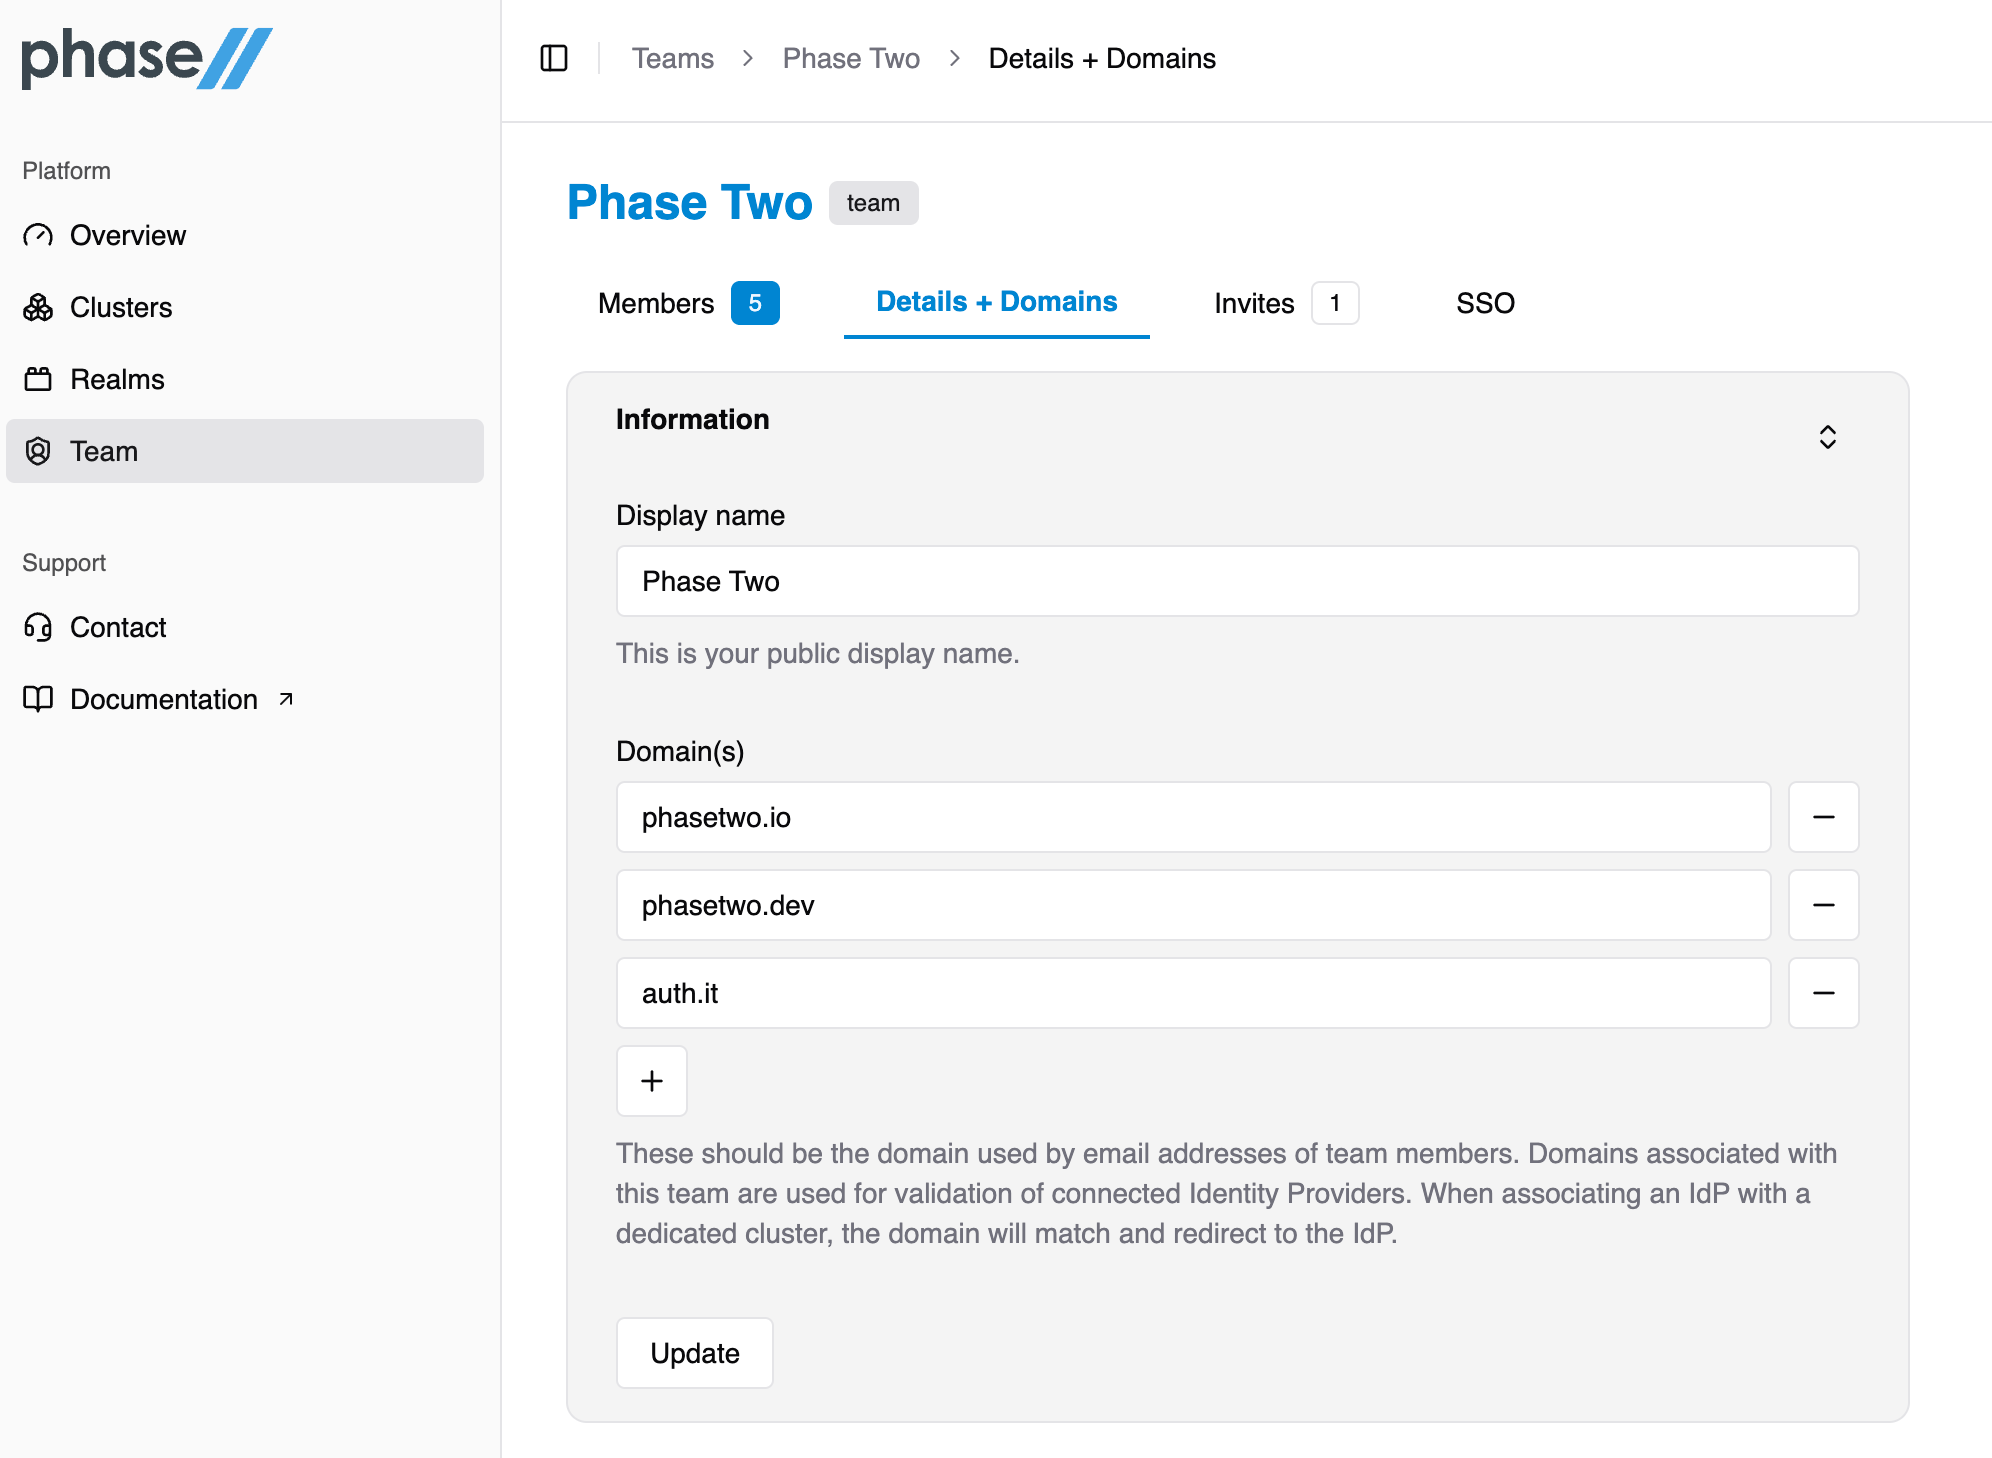 phase
Platform
Overview
Clusters
Realms
Team
Support
Contact
Documentation
Teams > Phase Two > Details + Domains
Phase Two team
Members 5 Details + Domains Invites 1 SSO
Information
Display name
Phase Two
This is your public display name.
Domain(s)
phasetwo.io
phasetwo.dev
auth.it
These should be the domain used by email addresses of team members. Domains associated with
this team are used for validation of connected Identity Providers. When associating an IdP with a
dedicated cluster, the domain will match and redirect to the IdP.
Update